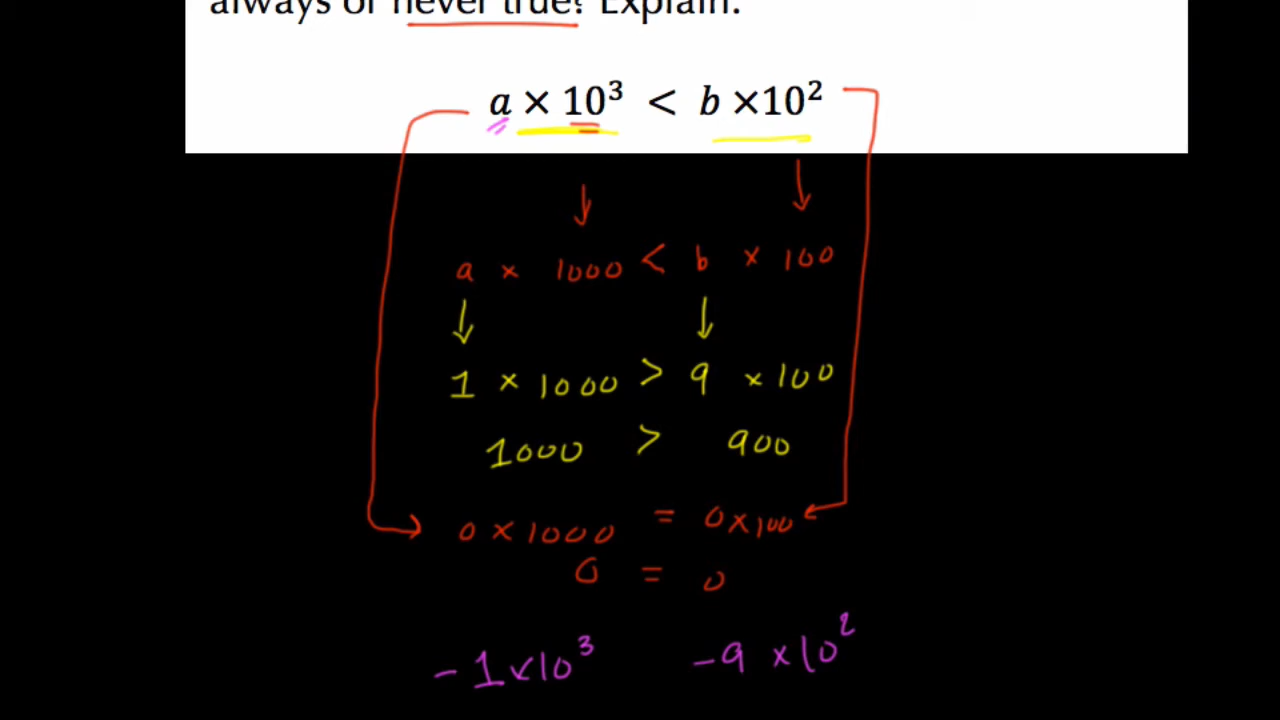 always or never true? Explain.
a × 10³ < b ×10²
a × 1000 < b × 100
1 × 1000 > 9 × 100
1000 > 900
0 × 1000 = 0 × 100
0 = 0
-1 × 10³ -9 × 10²